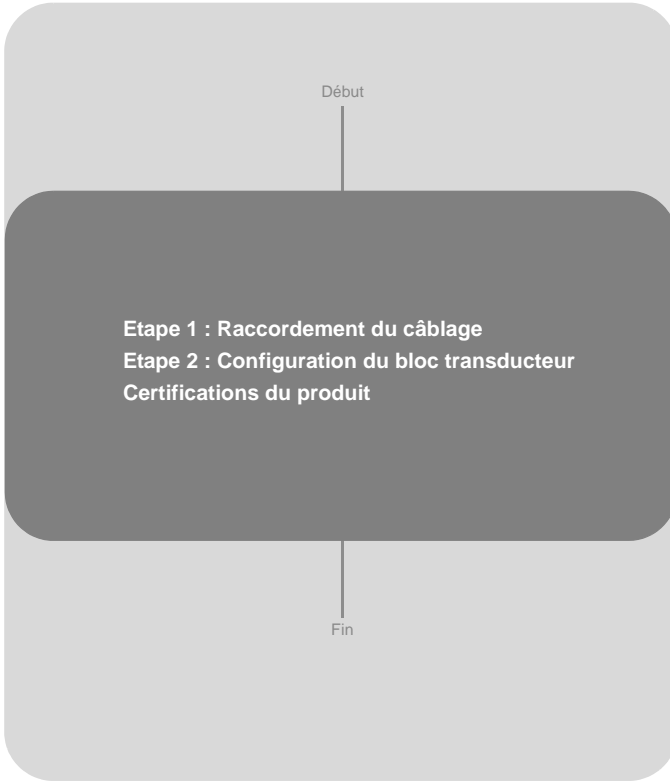 Début
Etape 1 : Raccordement du câblage
Etape 2 : Configuration du bloc transducteur
Certifications du produit
Fin